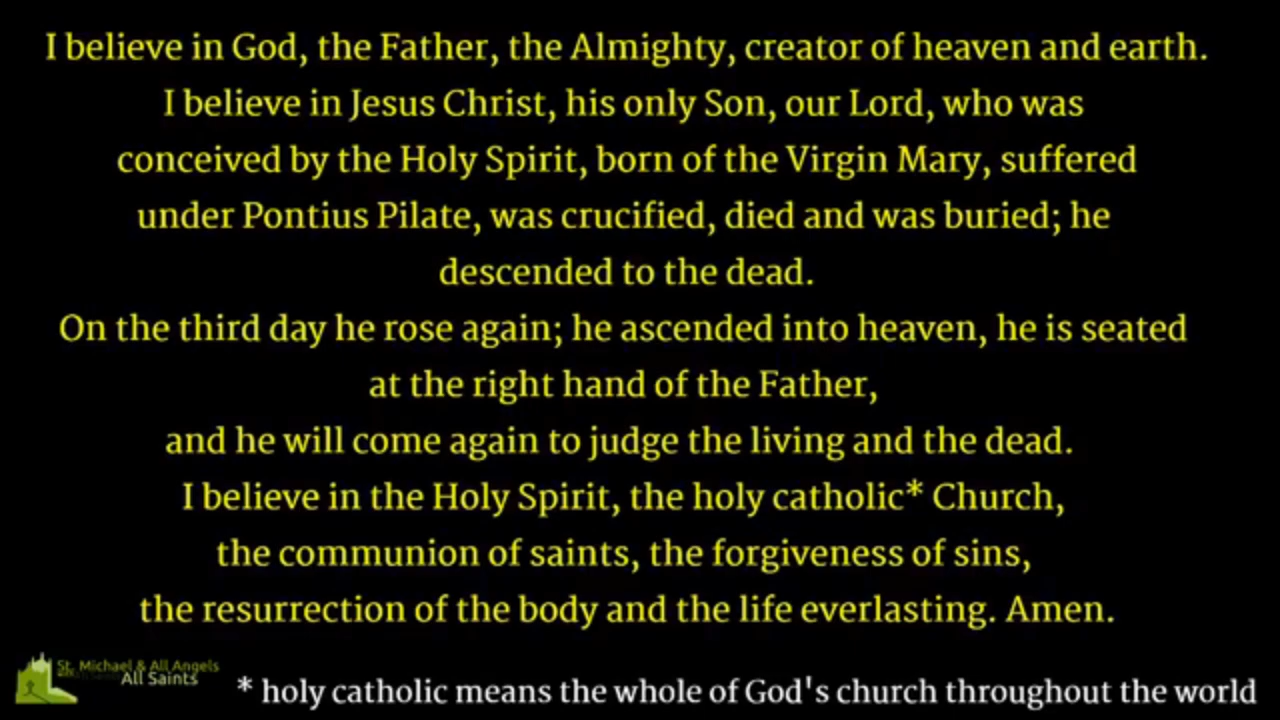 I believe in God, the Father, the Almighty, creator of heaven and earth.
I believe in Jesus Christ, his only Son, our Lord, who was
conceived by the Holy Spirit, born of the Virgin Mary, suffered
under Pontius Pilate, was crucified, died and was buried; he
descended to the dead.
On the third day he rose again; he ascended into heaven, he is seated
at the right hand of the Father,
and he will come again to judge the living and the dead.
I believe in the Holy Spirit, the holy catholic* Church,
the communion of saints, the forgiveness of sins,
the resurrection of the body and the life everlasting. Amen.
St. Michael & All Angels
All Saints
* holy catholic means the whole of God's church throughout the world